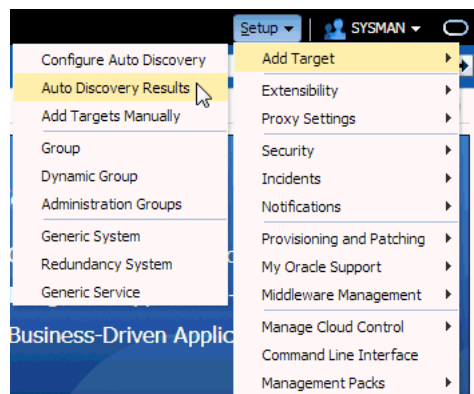 Setup
SYSMAN
Configure Auto Discovery
Auto Discovery Results
Add Targets Manually
Group
Dynamic Group
Administration Groups
Generic System
Redundancy System
Generic Service
Add Target
Extensibility
Proxy Settings
Security
Incidents
Notifications
Provisioning and Patching
My Oracle Support
Middleware Management
Manage Cloud Control
Command Line Interface
Management Packs
Business-Driven Applic